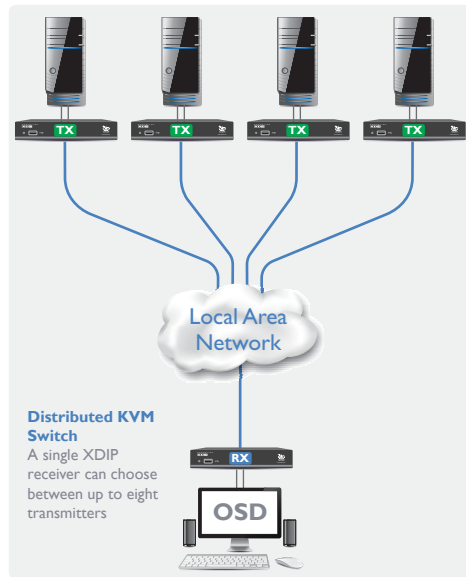 TX
TX
TX
TX
Local Area
Network
Distributed KVM
Switch
A single XDIP
receiver can choose
between up to eight
transmitters
RX
OSD